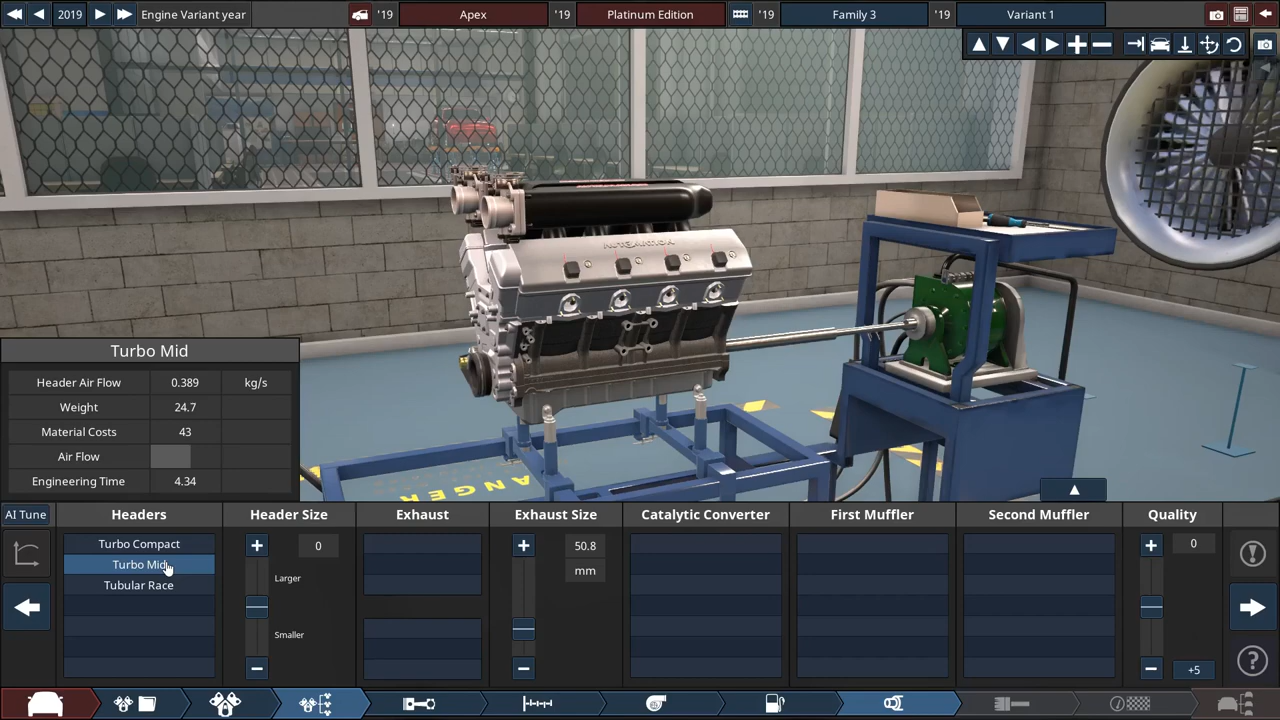 2019 Engine Variant year '19 Apex '19 Platinum Edition '19 Family 3 '19 Variant 1
ANGER
Turbo Mid
Header Air Flow 0.389 kg/s
Weight 24.7
Material Costs 43
Air Flow
Engineering Time 4.34
AI Tune Headers Header Size Exhaust Exhaust Size Catalytic Converter First Muffler Second Muffler Quality
Turbo Compact 0 50.8 0
Turbo Mid mm
Larger
Tubular Race
Smaller
+5